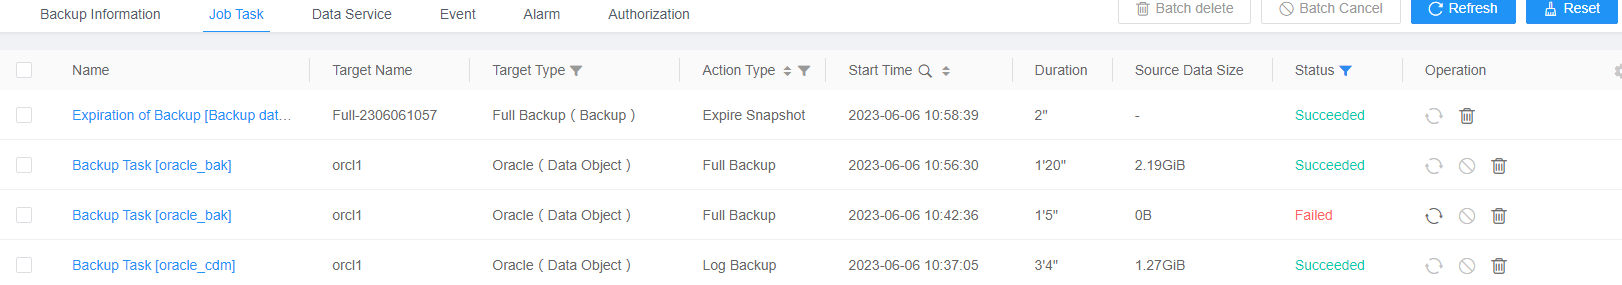 Backup Information Job Task Data Service Event Alarm Authorization Batch delete Batch Cancel Refresh Reset
Name Target Name Target Type Action Type Start Time Duration Source Data Size Status Operation
Expiration of Backup [Backup dat... Full-2306061057 Full Backup ( Backup ) Expire Snapshot 2023-06-06 10:58:39 2" - Succeeded
Backup Task [oracle_bak] orcl1 Oracle ( Data Object ) Full Backup 2023-06-06 10:56:30 1'20" 2.19GiB Succeeded
Backup Task [oracle_bak] orcl1 Oracle ( Data Object ) Full Backup 2023-06-06 10:42:36 1'5" 0B Failed
Backup Task [oracle_cdm] orcl1 Oracle ( Data Object ) Log Backup 2023-06-06 10:37:05 3'4" 1.27GiB Succeeded